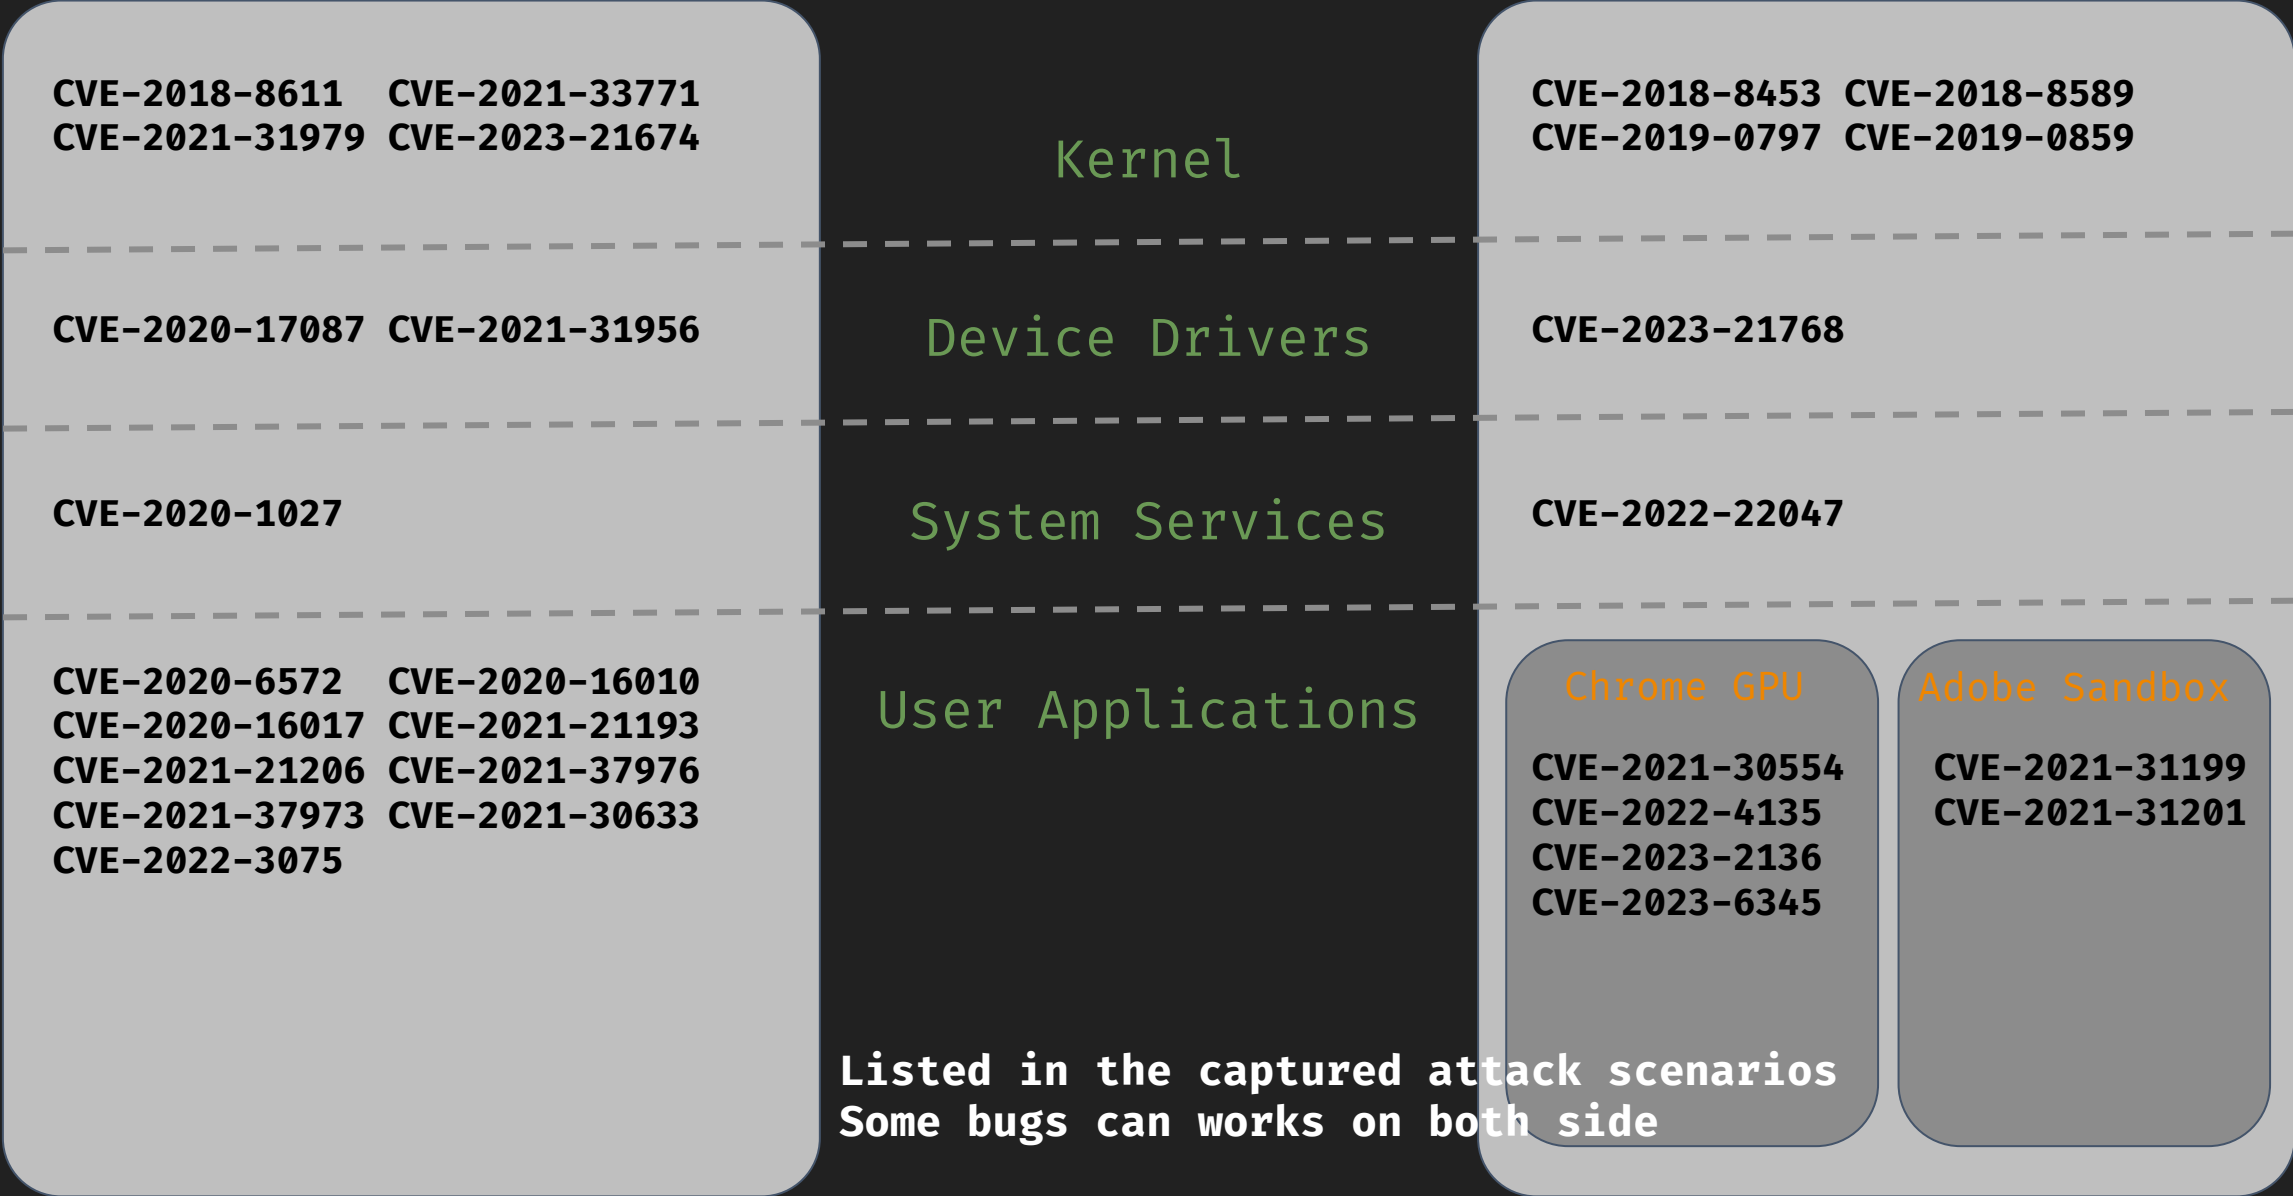 CVE-2018-8611 CVE-2021-33771
CVE-2021-31979 CVE-2023-21674
Kernel
CVE-2018-8453 CVE-2018-8589
CVE-2019-0797 CVE-2019-0859
CVE-2020-17087 CVE-2021-31956
Device Drivers
CVE-2023-21768
CVE-2020-1027
System Services
CVE-2022-22047
CVE-2020-6572 CVE-2020-16010
CVE-2020-16017 CVE-2021-21193
CVE-2021-21206 CVE-2021-37976
CVE-2021-37973 CVE-2021-30633
CVE-2022-3075
User Applications
Chrome GPU
CVE-2021-30554
CVE-2022-4135
CVE-2023-2136
CVE-2023-6345
Adobe Sandbox
CVE-2021-31199
CVE-2021-31201
Listed in the captured attack scenarios
Some bugs can works on both side